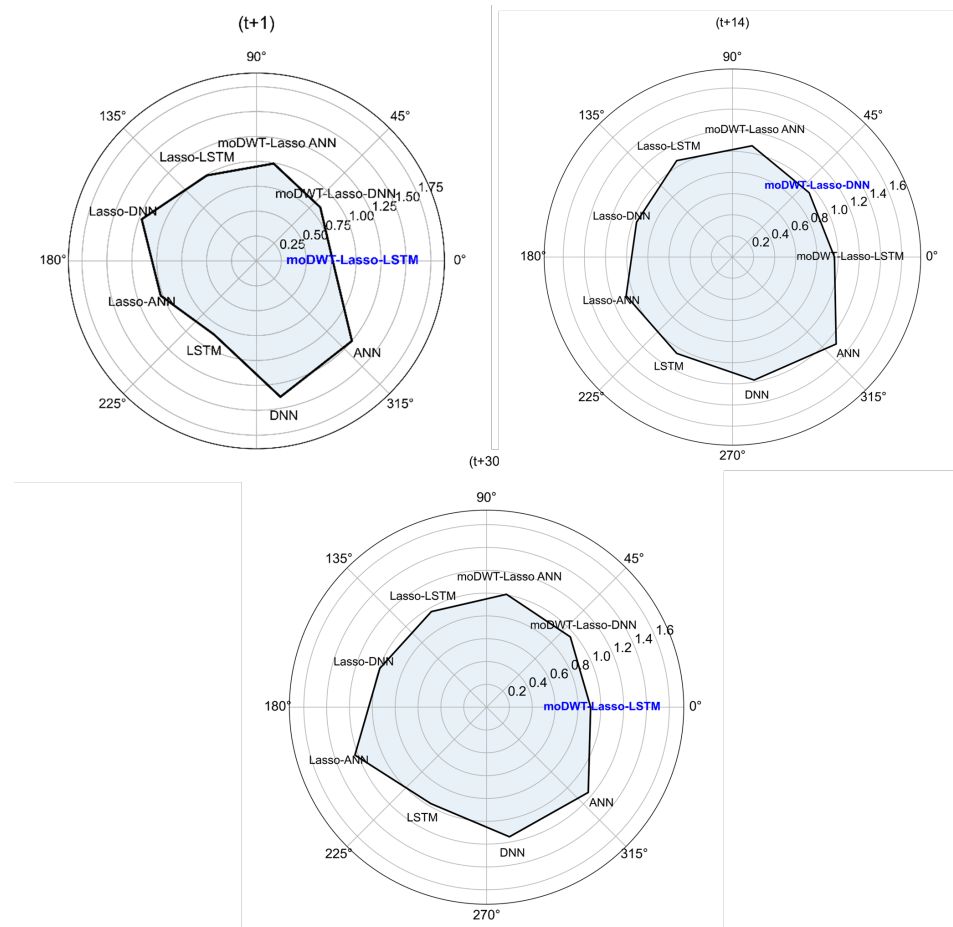 (t+1)
90°
135°
45°
moDWT-Lasso ANN
Lasso-LSTM
moDWT-Lasso-DNN
Lasso-DNN
0.25
0.50
0.75
1.00
1.25
1.50
1.75
180°
moDWT-Lasso-LSTM
0°
Lasso-ANN
LSTM
ANN
DNN
225°
315°
(t+14)
90°
135°
45°
moDWT-Lasso ANN
Lasso-LSTM
moDWT-Lasso-DNN
Lasso-DNN
0.2
0.4
0.6
0.8
1.0
1.2
1.4
1.6
180°
moDWT-Lasso-LSTM
0°
Lasso-ANN
LSTM
ANN
DNN
225°
315°
270°
(t+30
90°
135°
45°
moDWT-Lasso ANN
Lasso-LSTM
moDWT-Lasso-DNN
Lasso-DNN
0.2
0.4
0.6
0.8
1.0
1.2
1.4
1.6
180°
moDWT-Lasso-LSTM
0°
Lasso-ANN
LSTM
ANN
DNN
225°
315°
270°